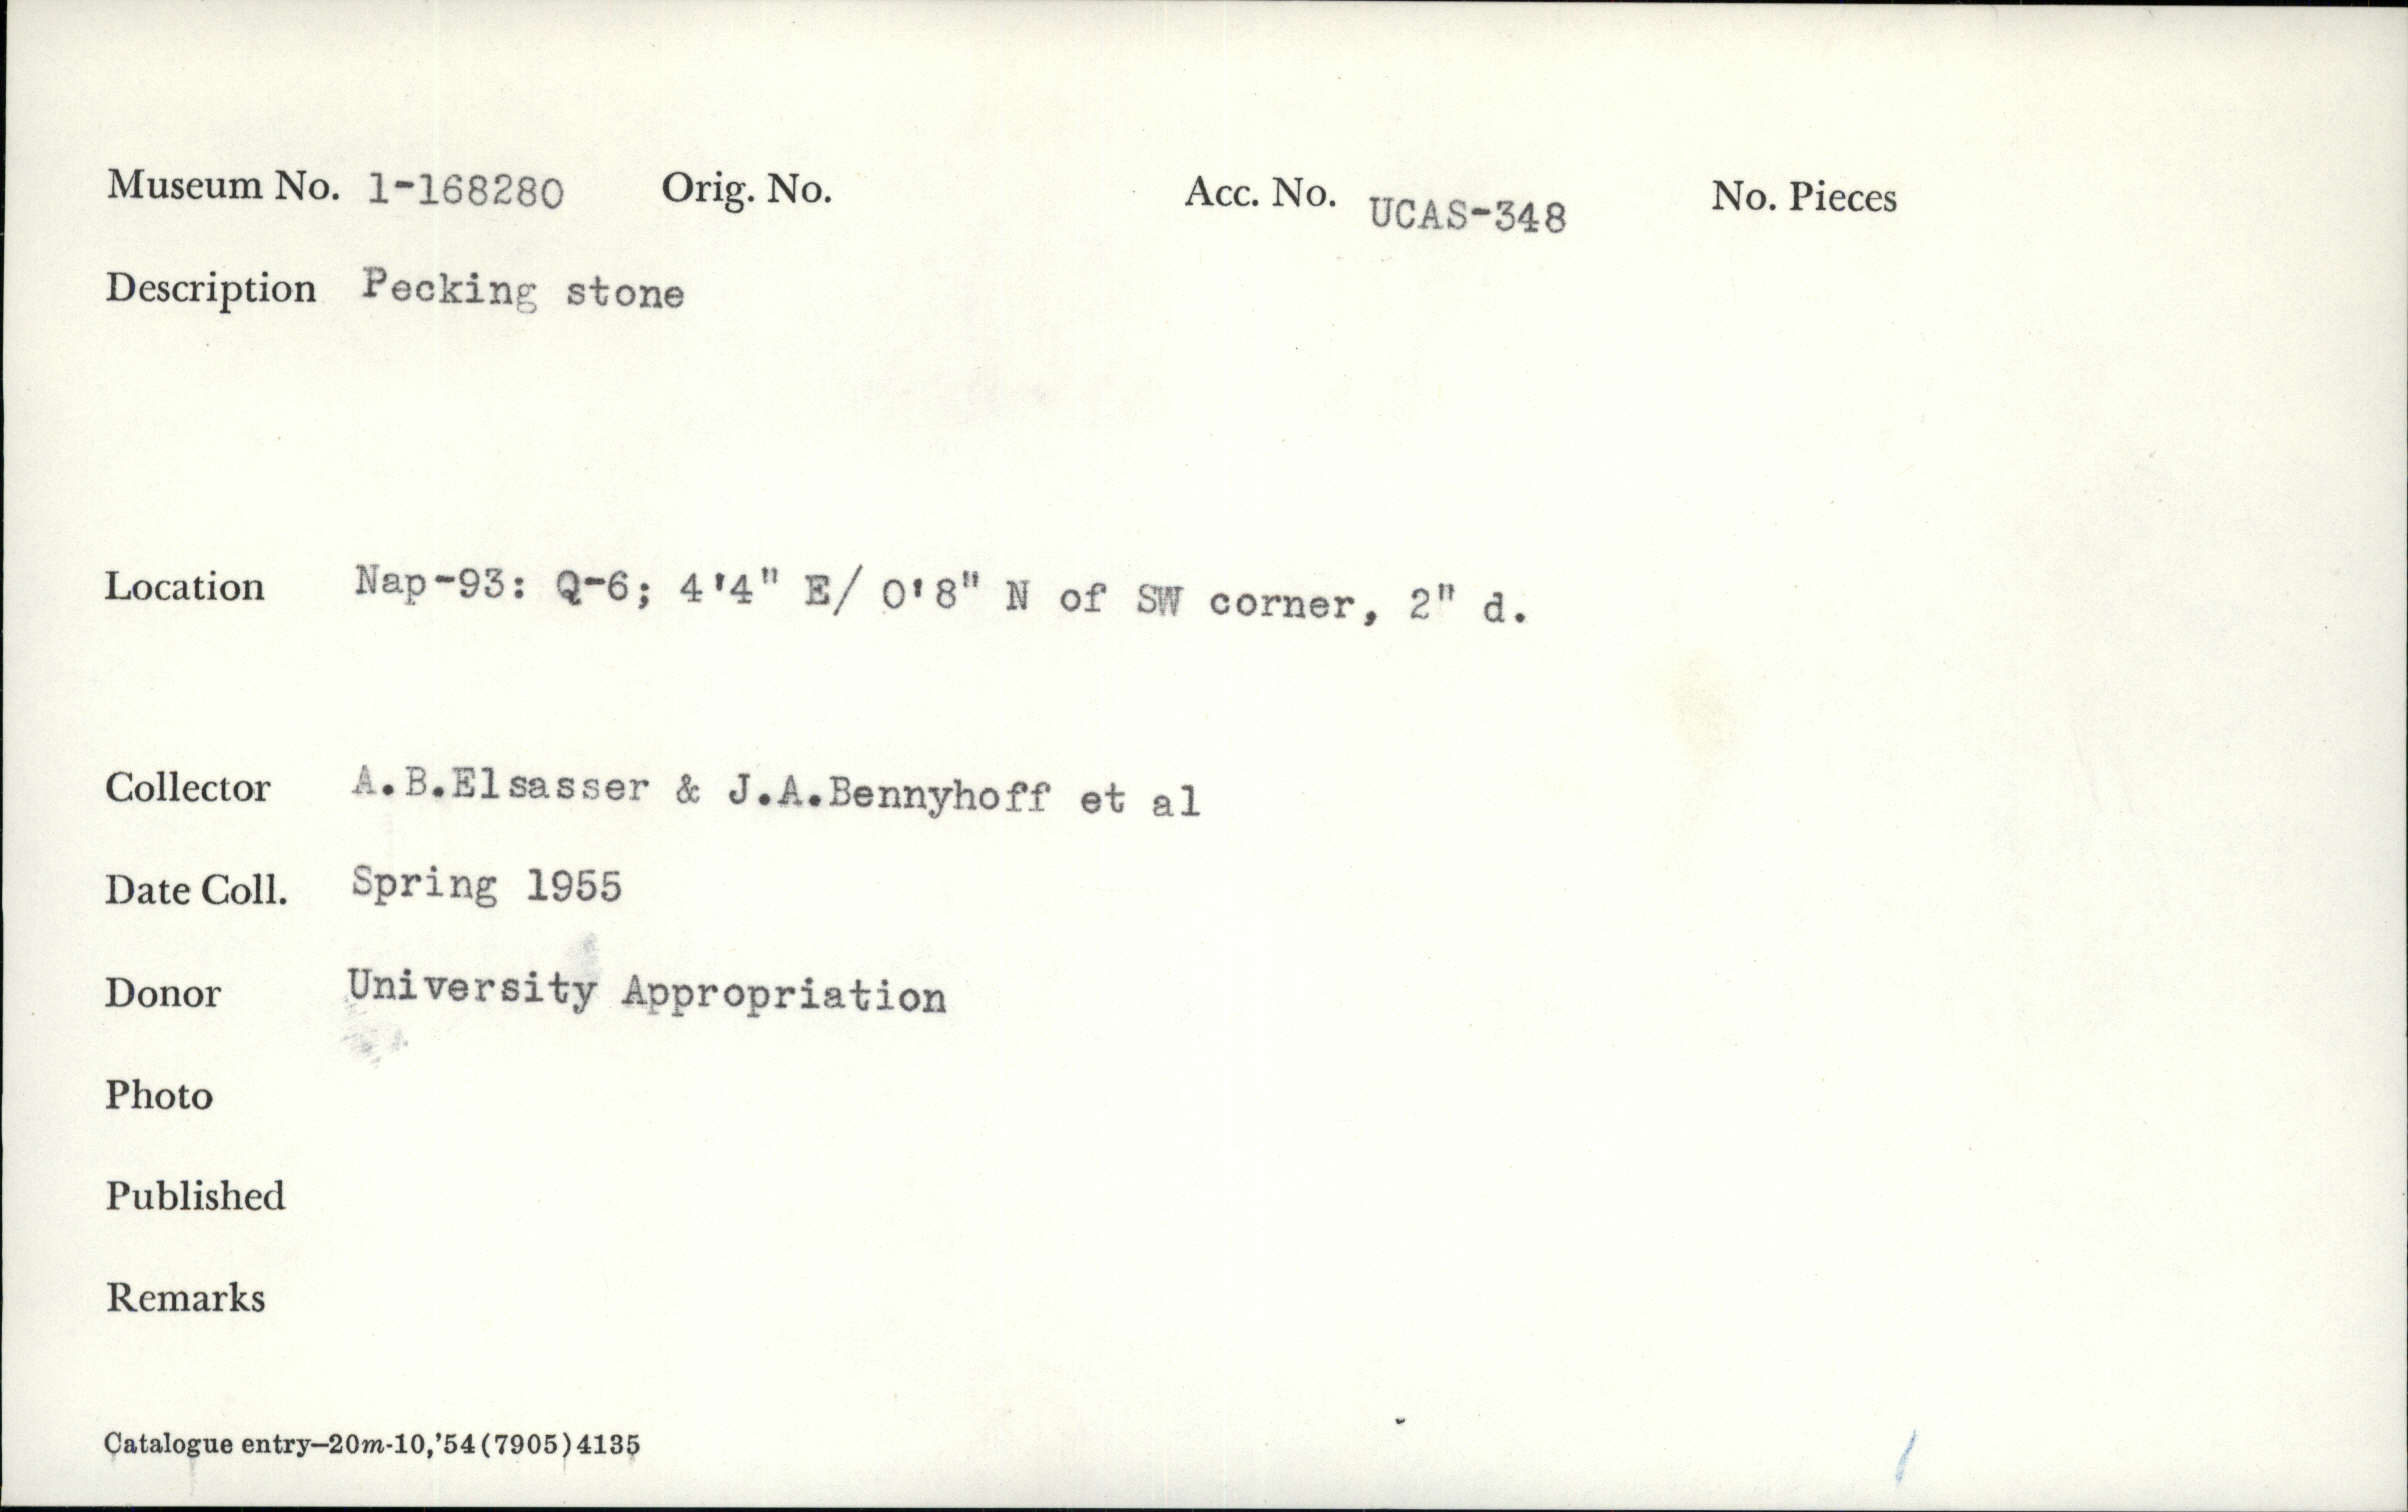 Museum No. 1-168280 Orig. No. Acc. No. UCAS-348 No. Pieces
Description Pecking stone
Location Nap-93: Q-6; 4'4" E/ 0'8" N of SW corner, 2" d.
Collector A.B.Elsasser & J.A.Bennyhoff et al
Date Coll. Spring 1955
Donor University Appropriation
Photo
Published
Remarks
Catalogue entry—20m-10,'54(7905)4135